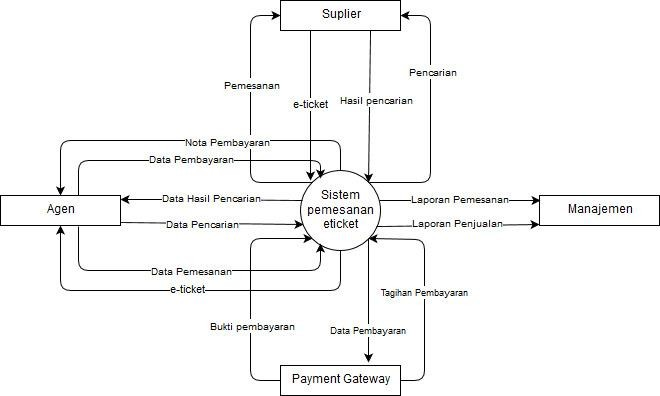 Suplier
Pemesanan
Pencarian
e-ticket
Hasil pencarian
Nota Pembayaran
Data Pembayaran
Agen
Data Hasil Pencarian
Data Pencarian
Sistem
pemesanan
eticket
Laporan Pemesanan
Laporan Penjualan
Manajemen
Data Pemesanan
e-ticket
Tagihan Pembayaran
Bukti pembayaran
Data Pembayaran
Payment Gateway